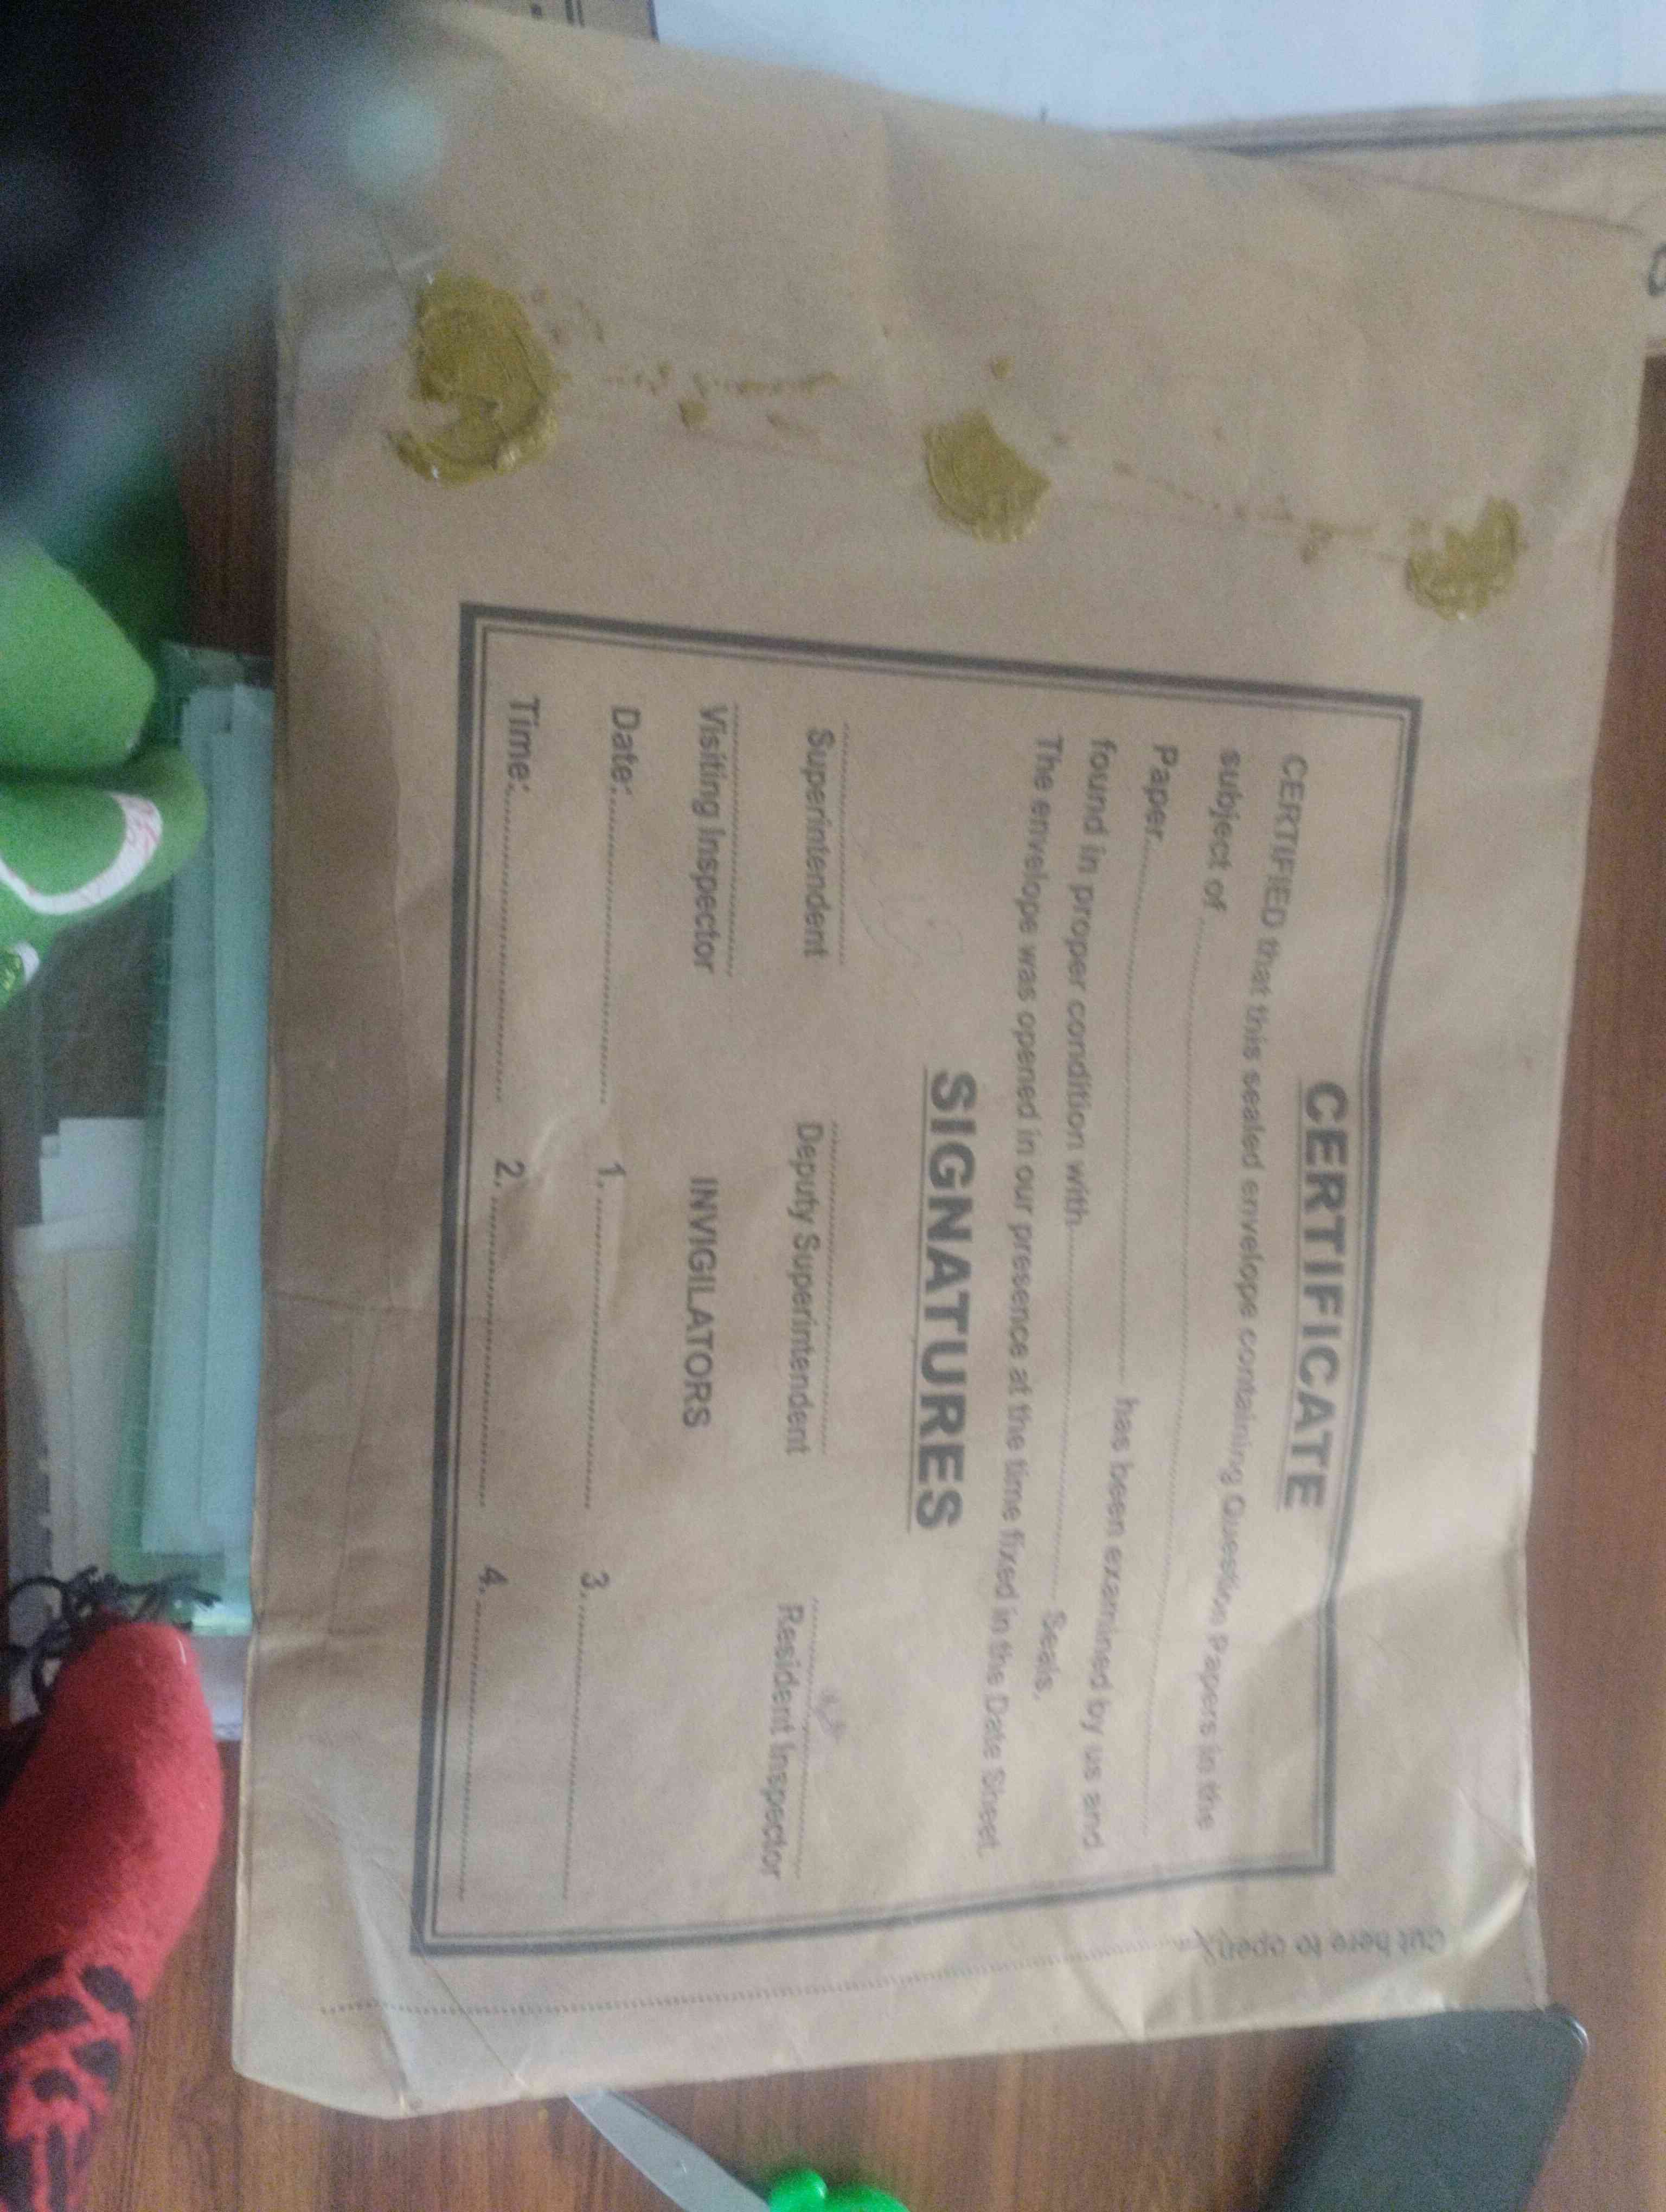 CERTIFICATE
CERTIFIED that this sealed envelope containing Question Papers in the
subject of..............................
Paper.............................. has been examined by us and
found in proper condition with.............................. Seals.
The envelope was opened in our presence at the time fixed in the Date Sheet.
SIGNATURES
Superintendent Deputy Superintendent Resident Inspector
Visiting Inspector INVIGILATORS
Date:.............................. 1............................... 3...............................
Time:.............................. 2............................... 4...............................
Cut here to open